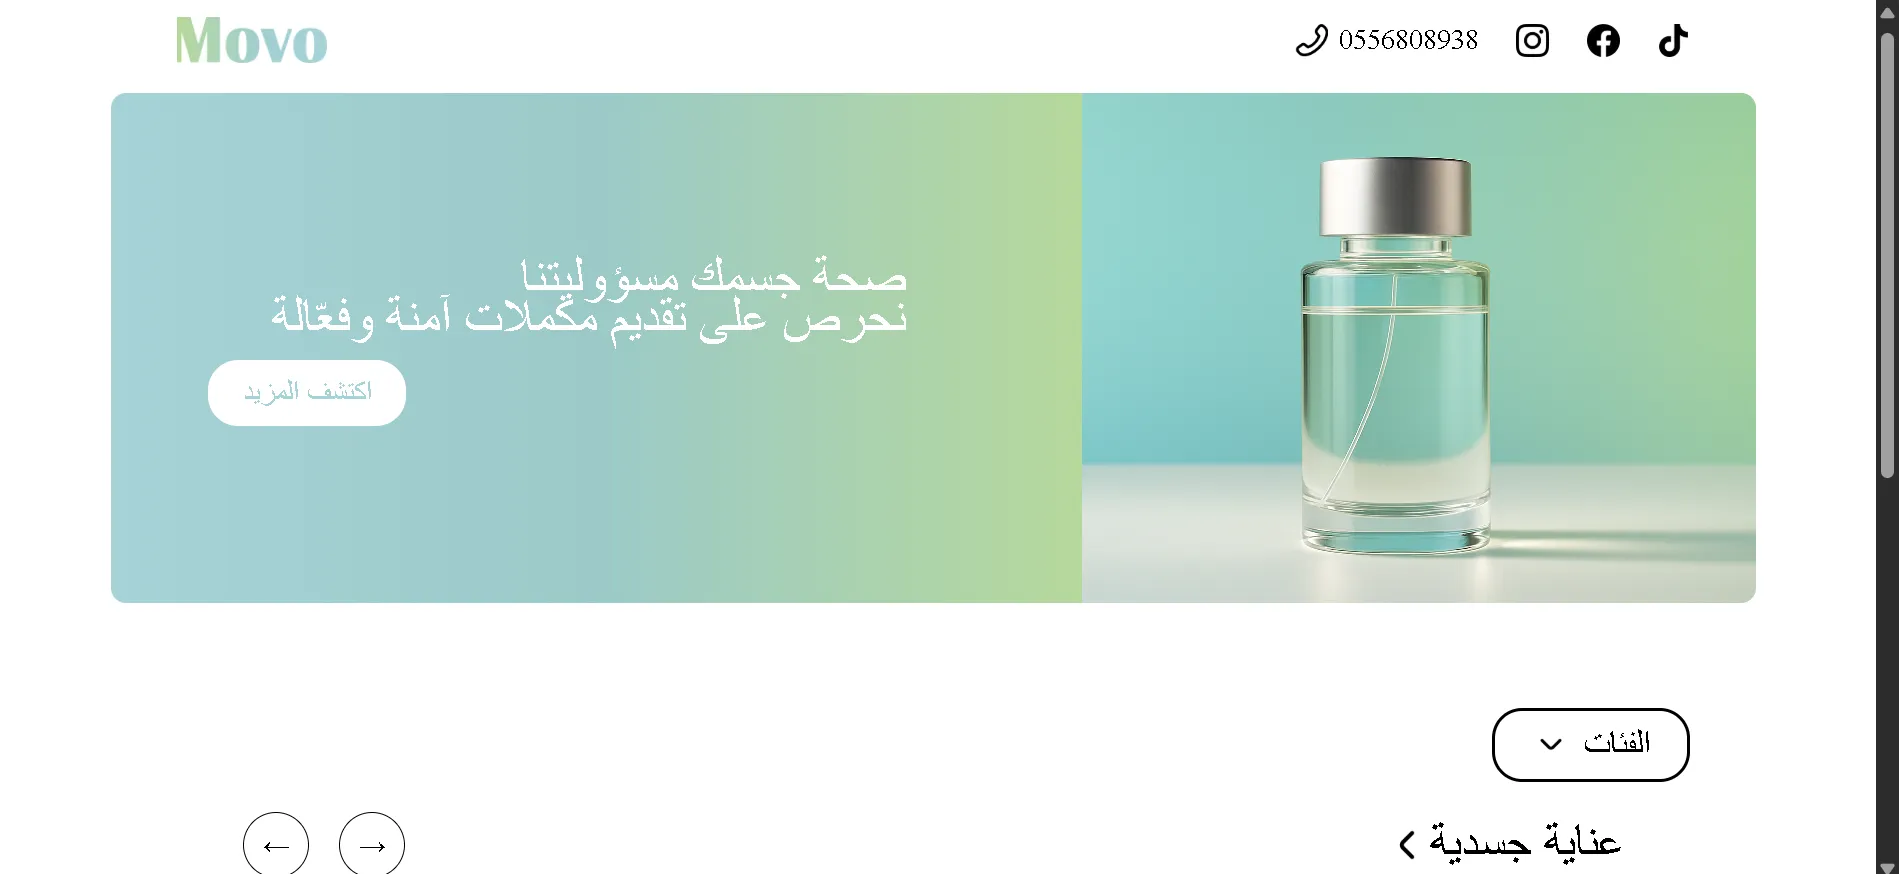 Movo
0556808938
صحة جسمك مسؤوليتنا
نحرص على تقديم مكملات آمنة وفعّالة
اكتشف المزيد
الفئات
عناية جسدية